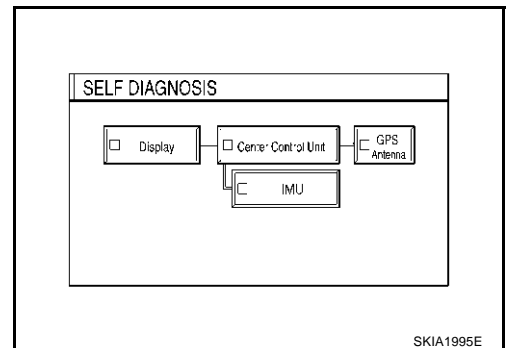 SELF DIAGNOSIS
Display
Center Control Unit
GPS
Antenna
IMU
SKIA1995E